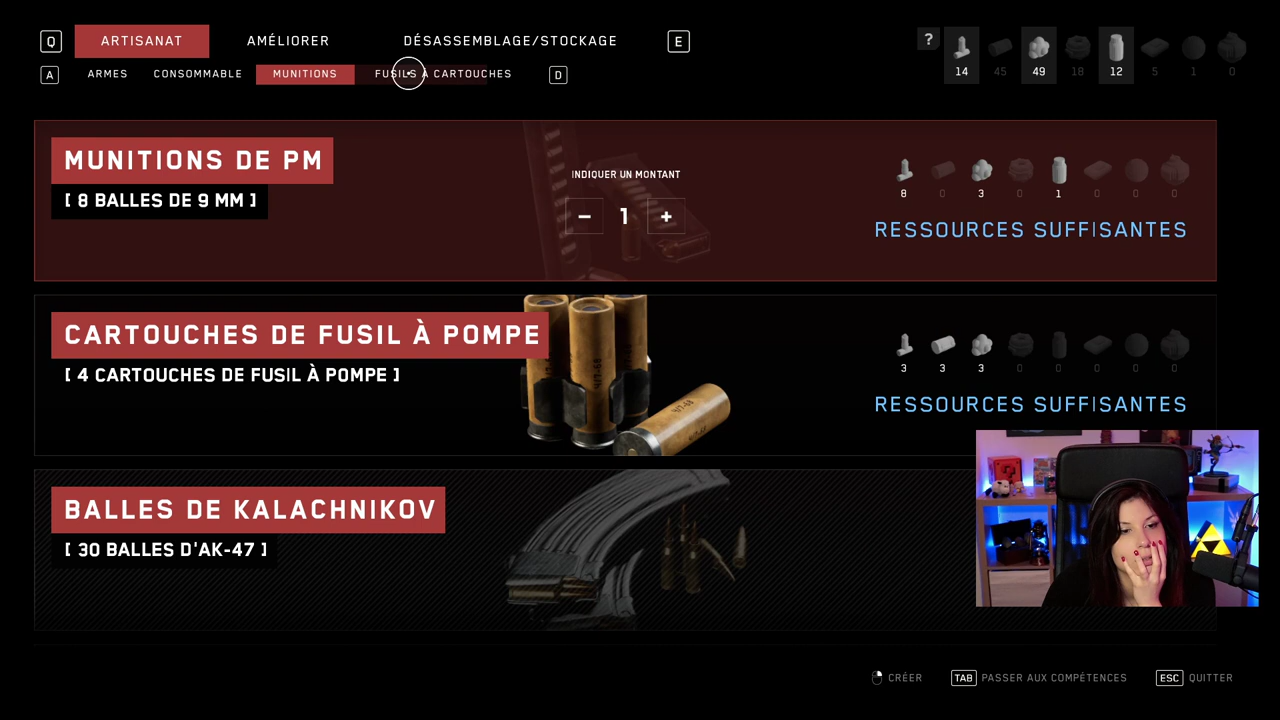 Q ARTISANAT AMÉLIORER DÉSASSEMBLAGE/STOCKAGE E
A ARMES CONSOMMABLE MUNITIONS FUSILS À CARTOUCHES D
? 14 45 49 18 12 5 1 0
MUNITIONS DE PM
[ 8 BALLES DE 9 MM ]
INDIQUER UN MONTANT
− 1 +
8 0 3 0 1 0 0 0
RESSOURCES SUFFISANTES
CARTOUCHES DE FUSIL À POMPE
[ 4 CARTOUCHES DE FUSIL À POMPE ]
3 3 3 0 0 0 0 0
RESSOURCES SUFFISANTES
BALLES DE KALACHNIKOV
[ 30 BALLES D'AK-47 ]
CRÉER TAB PASSER AUX COMPÉTENCES ESC QUITTER